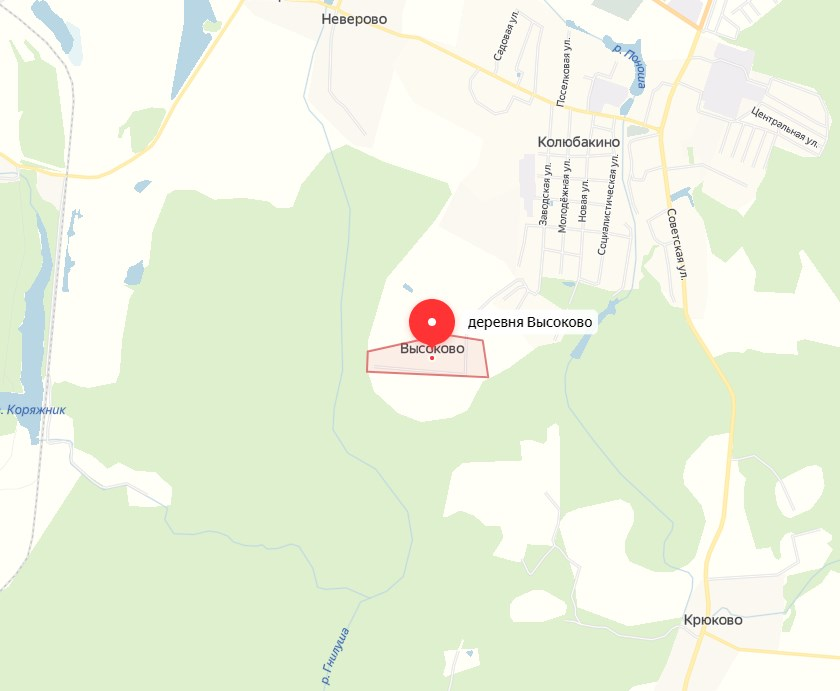 Неверово
Садовая ул.
Поселковая ул.
р. Поноша
Центральная ул.
Колюбакино
Заводская ул.
Молодёжная ул.
Новая ул.
Социалистическая ул.
Советская ул.
деревня Высоково
Высоково
. Коряжник
р. Гнилуша
Крюково